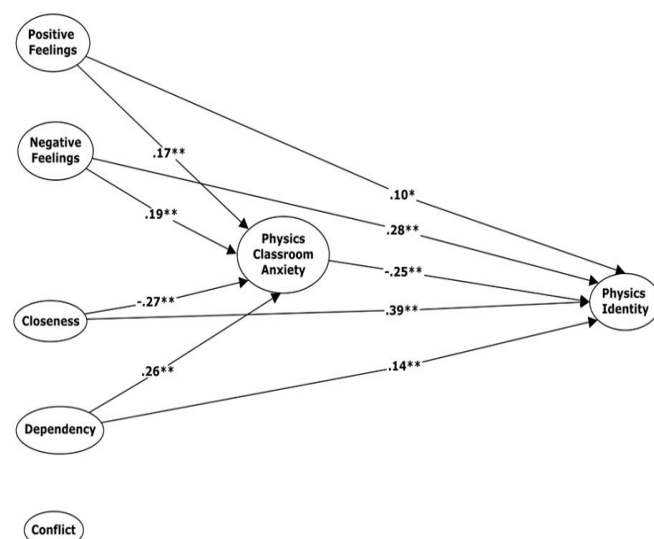 Positive
Feelings
Negative
Feelings
.17**
.10*
.19**
.28**
Physics
Classroom
Anxiety
-.25**
Physics
Identity
-.27**
Closeness
.39**
.26**
.14**
Dependency
Conflict